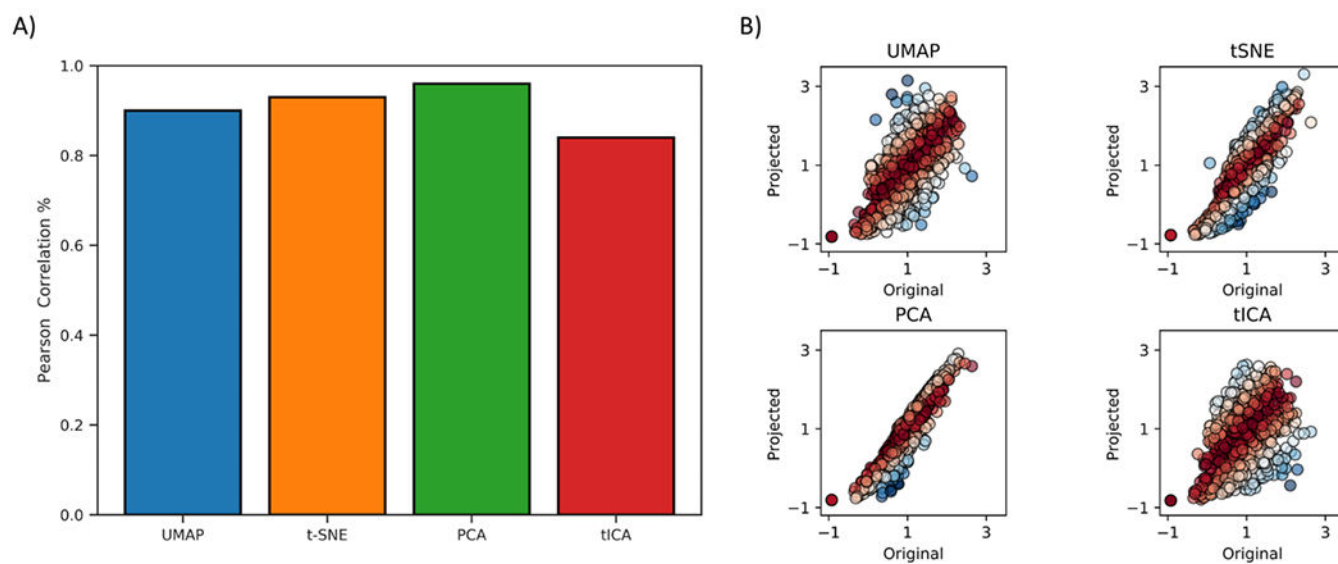 A)
Pearson Correlation %
1.0
0.8
0.6
0.4
0.2
0.0
UMAP
t-SNE
PCA
tICA
B)
UMAP
Projected
3
1
−1
−1
1
3
Original
tSNE
Projected
3
1
−1
−1
1
3
Original
PCA
Projected
3
1
−1
−1
1
3
Original
tICA
Projected
3
1
−1
−1
1
3
Original